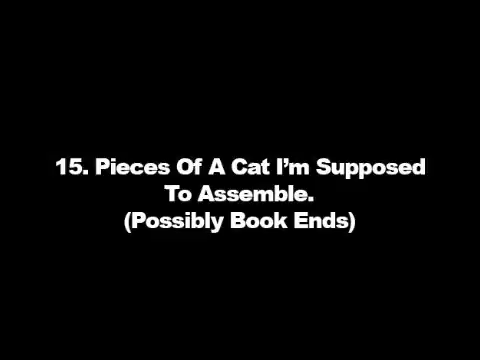 15. Pieces Of A Cat I’m Supposed
To Assemble.
(Possibly Book Ends)